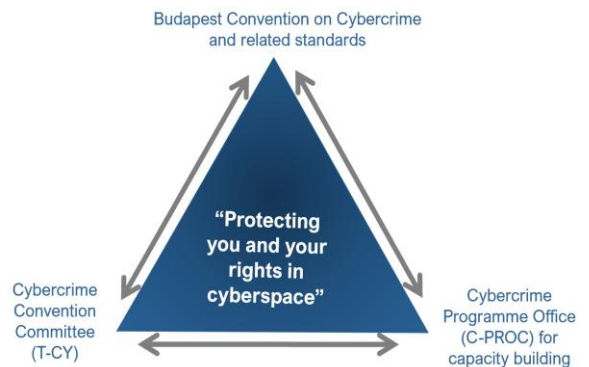 Budapest Convention on Cybercrime
and related standards
“Protecting
you and your
rights in
cyberspace”
Cybercrime
Convention
Committee
(T-CY)
Cybercrime
Programme Office
(C-PROC) for
capacity building